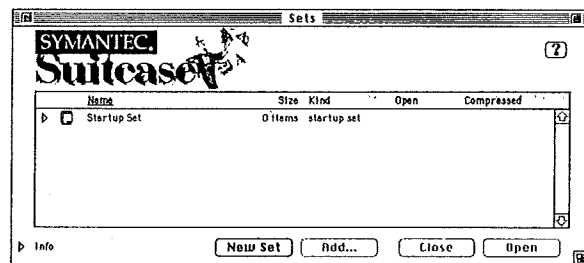 Sets
SYMANTEC.
Suitcase
?
Name Size Kind Open Compressed
Startup Set 0 items startup set
Info New Set Add... Close Open